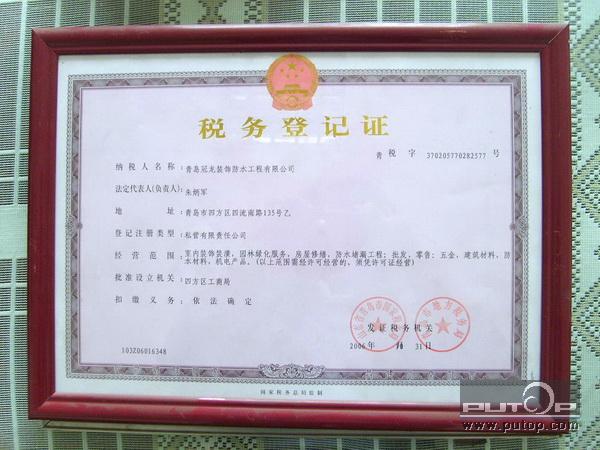 税务登记证
青 税 字 370205770282577 号
纳税人名称：青岛冠龙装饰防水工程有限公司
法定代表人(负责人)：朱炳军
地 址：青岛市四方区四流南路135号乙
登记注册类型：私营有限责任公司
经营范围：室内装饰装潢，园林绿化服务，房屋修缮，防水堵漏工程；批发、零售：五金，建筑材料，防
水材料，机电产品。(以上范围需经许可经营的，须凭许可证经营)
批准设立机关：四方区工商局
扣缴义务：依法确定
发证税务机关
2006 年 31日
103Z06016348
国家税务总局监制
PUTOP
www.putop.com